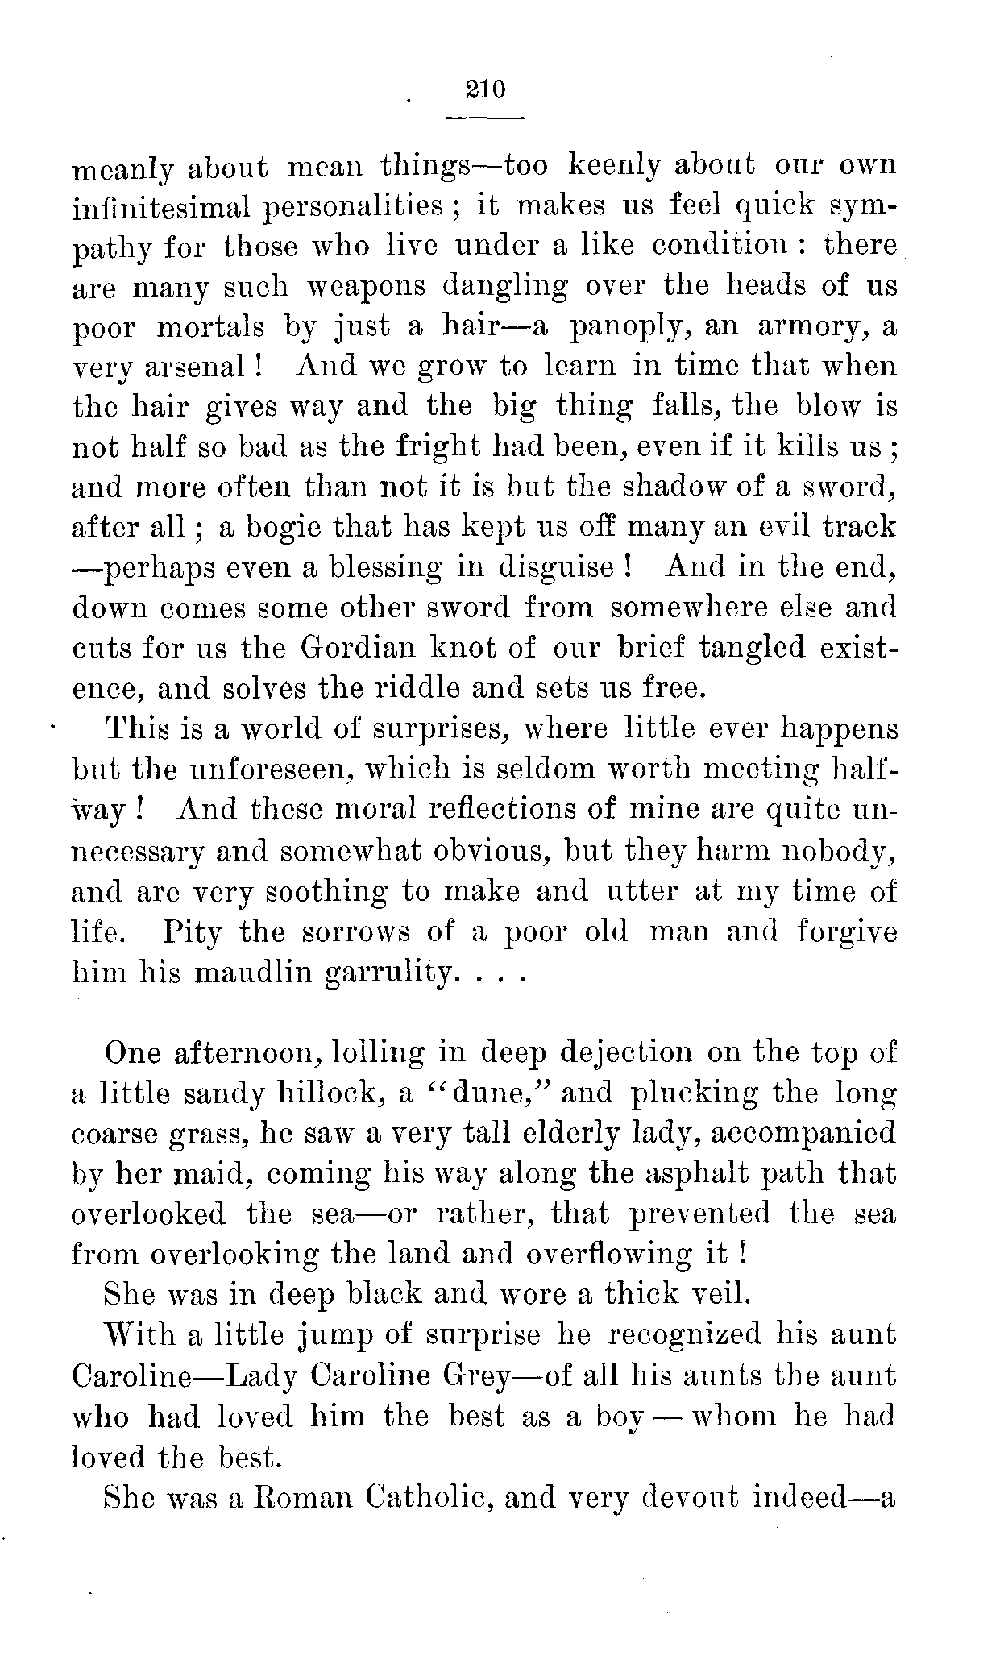 210
meanly about mean things—too keenly about our own
infinitesimal personalities ; it makes us feel quick sym-
pathy for those who live under a like condition : there
are many such weapons dangling over the heads of us
poor mortals by just a hair—a panoply, an armory, a
very arsenal ! And we grow to learn in time that when
the hair gives way and the big thing falls, the blow is
not half so bad as the fright had been, even if it kills us ;
and more often than not it is but the shadow of a sword,
after all ; a bogie that has kept us off many an evil track
—perhaps even a blessing in disguise ! And in the end,
down comes some other sword from somewhere else and
cuts for us the Gordian knot of our brief tangled exist-
ence, and solves the riddle and sets us free.
This is a world of surprises, where little ever happens
but the unforeseen, which is seldom worth meeting half-
way ! And these moral reflections of mine are quite un-
necessary and somewhat obvious, but they harm nobody,
and are very soothing to make and utter at my time of
life. Pity the sorrows of a poor old man and forgive
him his maudlin garrulity. . . .
One afternoon, lolling in deep dejection on the top of
a little sandy hillock, a “dune,” and plucking the long
coarse grass, he saw a very tall elderly lady, accompanied
by her maid, coming his way along the asphalt path that
overlooked the sea—or rather, that prevented the sea
from overlooking the land and overflowing it !
She was in deep black and wore a thick veil.
With a little jump of surprise he recognized his aunt
Caroline—Lady Caroline Grey—of all his aunts the aunt
who had loved him the best as a boy — whom he had
loved the best.
She was a Roman Catholic, and very devout indeed—a